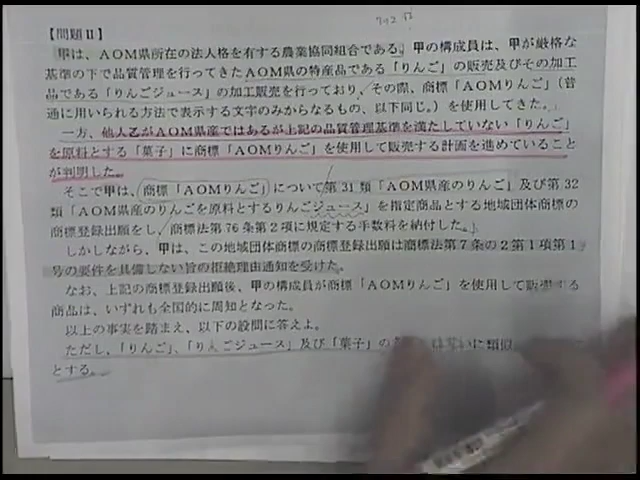 【問題Ⅱ】
甲は、AOM県所在の法人格を有する農業協同組合である。甲の構成員は、甲が厳格な
基準の下で品質管理を行ってきたAOM県の特産品である「りんご」の販売及びその加工
品である「りんごジュース」の加工販売を行っており、その際、商標「AOMりんご」（普
通に用いられる方法で表示する文字のみからなるもの、以下同じ。）を使用してきた。
一方、他人乙がAOM県産ではあるが上記の品質管理基準を満たしていない「りんご」
を原料とする「菓子」に商標「AOMりんご」を使用して販売する計画を進めていること
が判明した。
そこで甲は、商標「AOMりんご」について第31類「AOM県産のりんご」及び第32
類「AOM県産のりんごを原料とするりんごジュース」を指定商品とする地域団体商標の
商標登録出願をし、商標法第76条第2項に規定する手数料を納付した。
しかしながら、甲は、この地域団体商標の商標登録出願は商標法第7条の2第1項第1
号の要件を具備しない旨の拒絶理由通知を受けた。
なお、上記の商標登録出願後、甲の構成員が商標「AOMりんご」を使用して販売する
商品は、いずれも全国的に周知となった。
以上の事実を踏まえ、以下の設問に答えよ。
ただし、「りんご」、「りんごジュース」及び「菓子」の は互いに類似
とする。